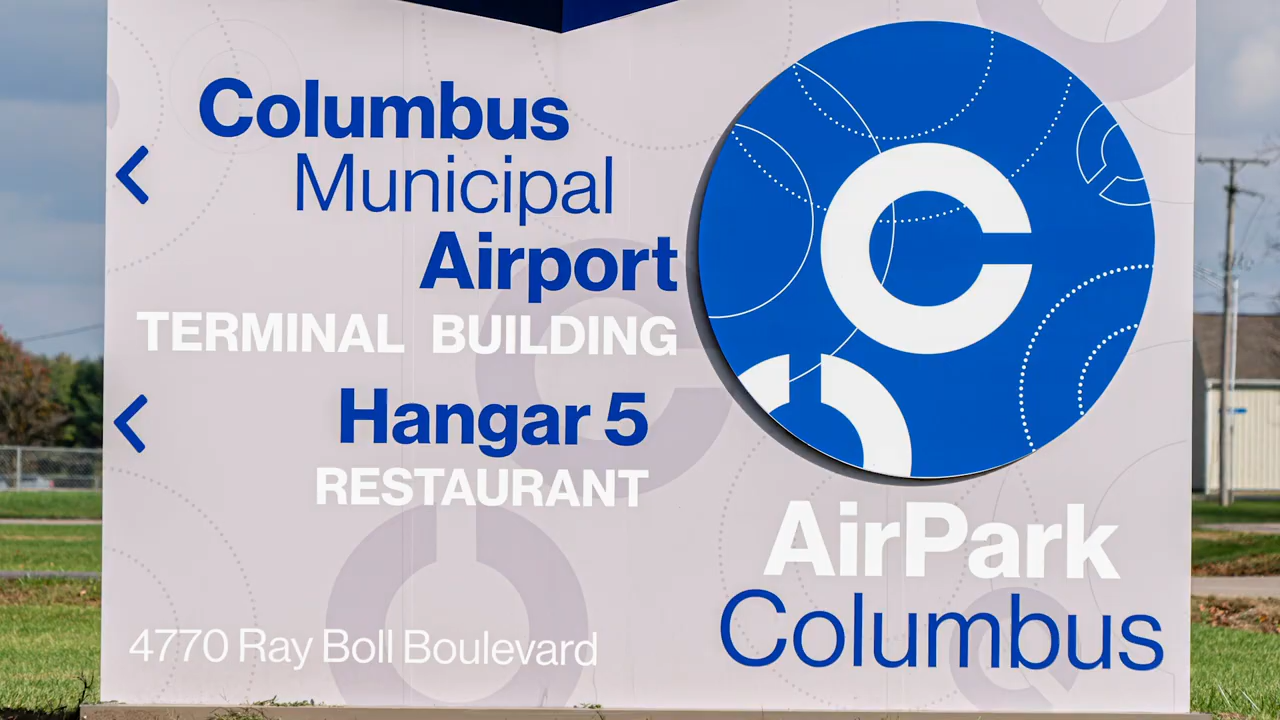 Columbus
Municipal
Airport
TERMINAL BUILDING
Hangar 5
RESTAURANT
4770 Ray Boll Boulevard
C
AirPark
Columbus